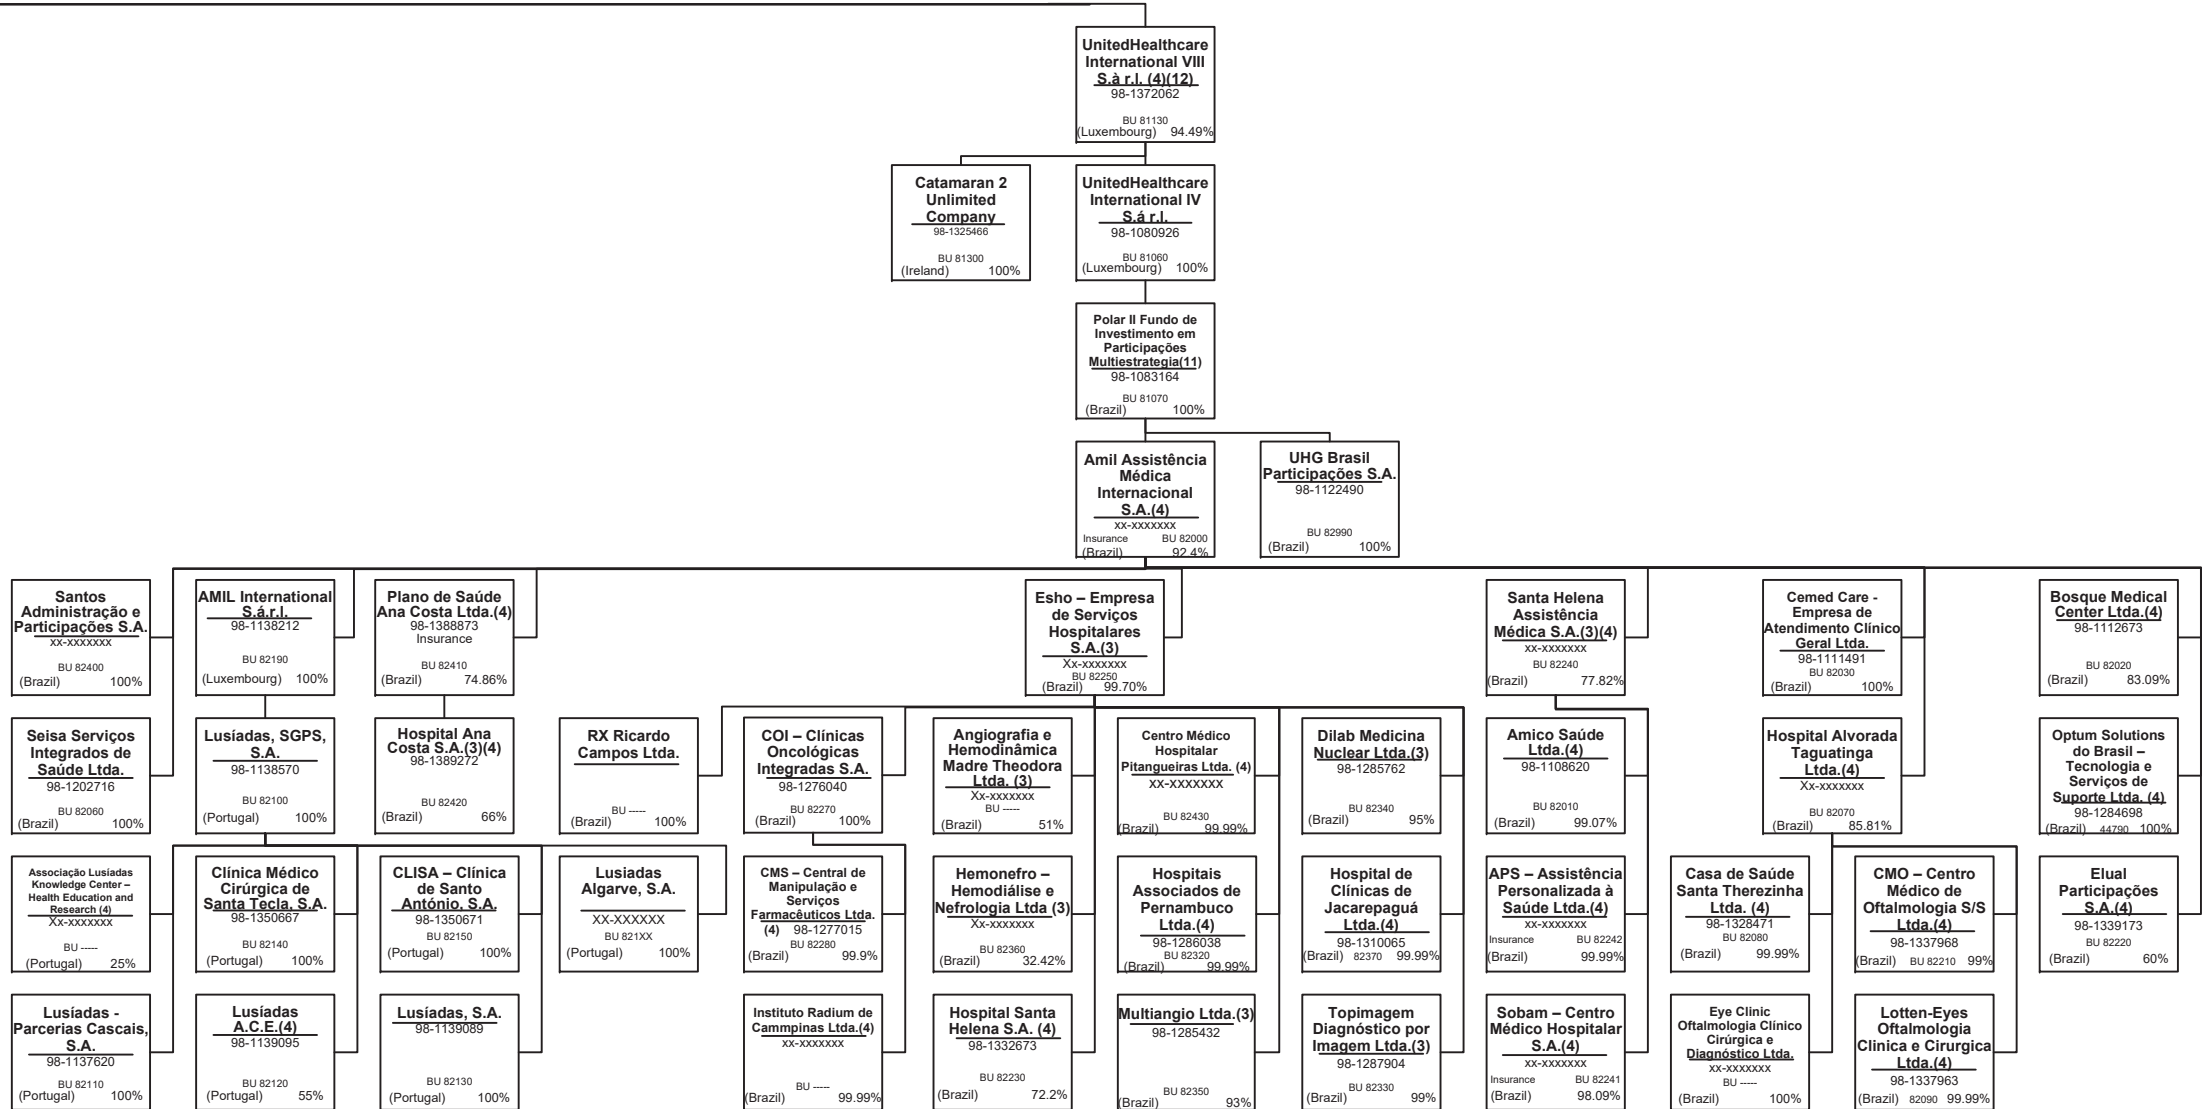 UnitedHealthcare
International VIII
S.à r.l. (4)(12)
98-1372062
BU 81130
(Luxembourg) 94.49%
Catamaran 2
Unlimited
Company
98-1325466
BU 81300
(Ireland) 100%
UnitedHealthcare
International IV
S.á r.l.
98-1080926
BU 81060
(Luxembourg) 100%
Polar II Fundo de
Investimento em
Participações
Multiestrategia(11)
98-1083164
BU 81070
(Brazil) 100%
Amil Assistência
Médica
Internacional
S.A.(4)
xx-xxxxxxx
Insurance BU 82000
(Brazil) 92.4%
UHG Brasil
Participações S.A.
98-1122490
BU 82990
(Brazil) 100%
Santos
Administração e
Participações S.A.
xx-xxxxxxx
BU 82400
(Brazil) 100%
AMIL International
S.á.r.l.
98-1138212
BU 82190
(Luxembourg) 100%
Plano de Saúde
Ana Costa Ltda.(4)
98-1388873
Insurance
BU 82410
(Brazil) 74.86%
Esho – Empresa
de Serviços
Hospitalares
S.A.(3)
Xx-xxxxxxx
BU 82250
(Brazil) 99.70%
Santa Helena
Assistência
Médica S.A.(3)(4)
xx-xxxxxxx
BU 82240
(Brazil) 77.82%
Cemed Care -
Empresa de
Atendimento Clínico
Geral Ltda.
98-1111491
BU 82030
(Brazil) 100%
Bosque Medical
Center Ltda.(4)
98-1112673
BU 82020
(Brazil) 83.09%
Seisa Serviços
Integrados de
Saúde Ltda.
98-1202716
BU 82060
(Brazil) 100%
Lusíadas, SGPS,
S.A.
98-1138570
BU 82100
(Portugal) 100%
Hospital Ana
Costa S.A.(3)(4)
98-1389272
BU 82420
(Brazil) 66%
RX Ricardo
Campos Ltda.
BU -----
(Brazil) 100%
COI – Clínicas
Oncológicas
Integradas S.A.
98-1276040
BU 82270
(Brazil) 100%
Angiografia e
Hemodinâmica
Madre Theodora
Ltda. (3)
Xx-xxxxxxx
BU -----
(Brazil) 51%
Centro Médico
Hospitalar
Pitangueiras Ltda. (4)
xx-xxxxxxx
BU 82430
(Brazil) 99.99%
Dilab Medicina
Nuclear Ltda.(3)
98-1285762
BU 82340
(Brazil) 95%
Amico Saúde
Ltda.(4)
98-1108620
BU 82010
(Brazil) 99.07%
Hospital Alvorada
Taguatinga
Ltda.(4)
Xx-xxxxxxx
BU 82070
(Brazil) 85.81%
Optum Solutions
do Brasil –
Tecnologia e
Serviços de
Suporte Ltda. (4)
98-1284698
(Brazil) 44790 100%
Associação Lusíadas
Knowledge Center –
Health Education and
Research (4)
Xx-xxxxxxx
BU -----
(Portugal) 25%
Clínica Médico
Cirúrgica de
Santa Tecla, S.A.
98-1350667
BU 82140
(Portugal) 100%
CLISA – Clínica
de Santo
António, S.A.
98-1350671
BU 82150
(Portugal) 100%
Lusiadas
Algarve, S.A.
XX-XXXXXX
BU 821XX
(Portugal) 100%
CMS – Central de
Manipulação e
Serviços
Farmacêuticos Ltda.
(4) 98-1277015
BU 82280
(Brazil) 99.9%
Hemonefro –
Hemodiálise e
Nefrologia Ltda (3)
Xx-xxxxxxx
BU 82360
(Brazil) 32.42%
Hospitais
Associados de
Pernambuco
Ltda.(4)
98-1286038
BU 82320
(Brazil) 99.99%
Hospital de
Clínicas de
Jacarepaguá
Ltda.(4)
98-1310065
(Brazil) 82370 99.99%
APS – Assistência
Personalizada à
Saúde Ltda.(4)
xx-xxxxxxx
Insurance BU 82242
(Brazil) 99.99%
Casa de Saúde
Santa Therezinha
Ltda. (4)
98-1328471
BU 82080
(Brazil) 99.99%
CMO – Centro
Médico de
Oftalmologia S/S
Ltda.(4)
98-1337968
(Brazil) BU 82210 99%
Elual
Participações
S.A.(4)
98-1339173
BU 82220
(Brazil) 60%
Lusíadas -
Parcerias Cascais,
S.A.
98-1137620
BU 82110
(Portugal) 100%
Lusíadas
A.C.E.(4)
98-1139095
BU 82120
(Portugal) 55%
Lusíadas, S.A.
98-1139089
BU 82130
(Portugal) 100%
Instituto Radium de
Cammpinas Ltda.(4)
xx-xxxxxxx
BU -----
(Brazil) 99.99%
Hospital Santa
Helena S.A. (4)
98-1332673
BU 82230
(Brazil) 72.2%
Multiangio Ltda.(3)
98-1285432
BU 82350
(Brazil) 93%
Topimagem
Diagnóstico por
Imagem Ltda.(3)
98-1287904
BU 82330
(Brazil) 99%
Sobam – Centro
Médico Hospitalar
S.A.(4)
xx-xxxxxxx
Insurance BU 82241
(Brazil) 98.09%
Eye Clinic
Oftalmologia Clínico
Cirúrgica e
Diagnóstico Ltda.
xx-xxxxxxx
BU -----
(Brazil) 100%
Lotten-Eyes
Oftalmologia
Clinica e Cirurgica
Ltda.(4)
98-1337963
(Brazil) 82090 99.99%